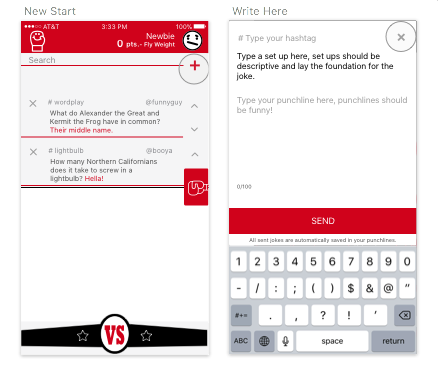 New Start
AT&T 3:33 PM 100%
Newbie
0 pts. - Fly Weight
Search
+
# wordplay @funnyguy
What do Alexander the Great and
Kermit the Frog have in common?
Their middle name.
# lightbulb @booya
How many Northern Californians
does it take to screw in a
lightbulb? Hella!
VS
Write Here
# Type your hashtag
Type a set up here, set ups should be
descriptive and lay the foundation for the
joke.
Type your punchline here, punchlines should
be funny!
0/100
SEND
All sent jokes are automatically saved in your punchlines.
1 2 3 4 5 6 7 8 9 0
- / : ; ( ) $ & @ "
#+= . , ? ! '
ABC space return